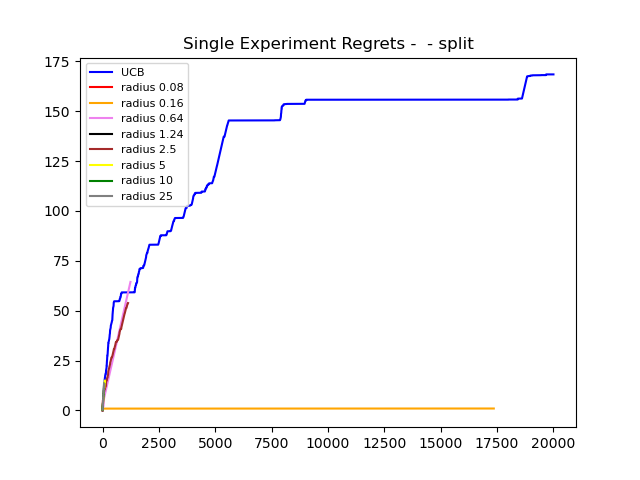 Single Experiment Regrets -  - split
175
150
125
100
75
50
25
0
UCB
radius 0.08
radius 0.16
radius 0.64
radius 1.24
radius 2.5
radius 5
radius 10
radius 25
0 2500 5000 7500 10000 12500 15000 17500 20000